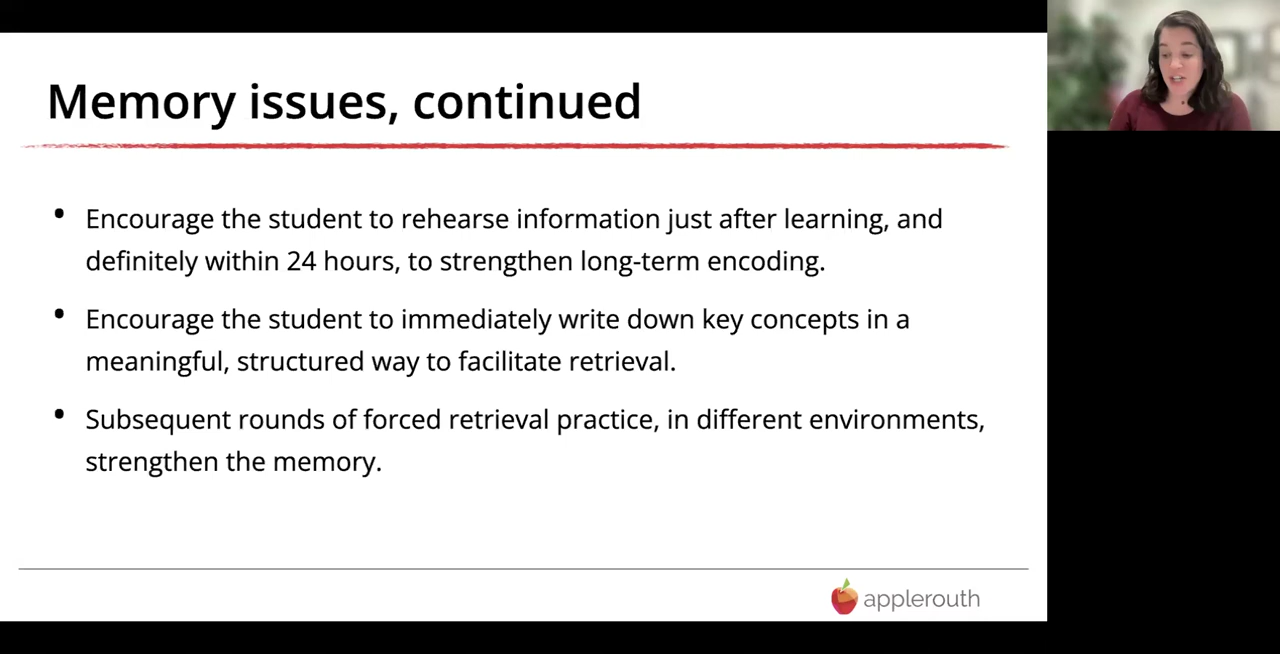 Memory issues, continued
• Encourage the student to rehearse information just after learning, and
definitely within 24 hours, to strengthen long-term encoding.
• Encourage the student to immediately write down key concepts in a
meaningful, structured way to facilitate retrieval.
• Subsequent rounds of forced retrieval practice, in different environments,
strengthen the memory.
applerouth